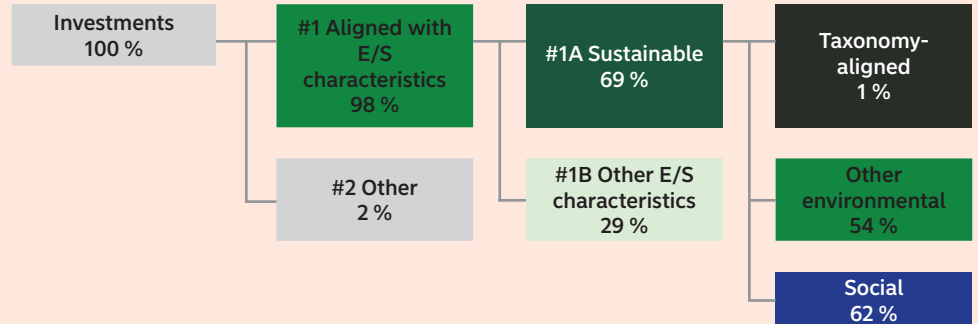 Investments
100 %
#1 Aligned with
E/S
characteristics
98 %
#1A Sustainable
69 %
Taxonomy-
aligned
1 %
#2 Other
2 %
#1B Other E/S
characteristics
29 %
Other
environmental
54 %
Social
62 %